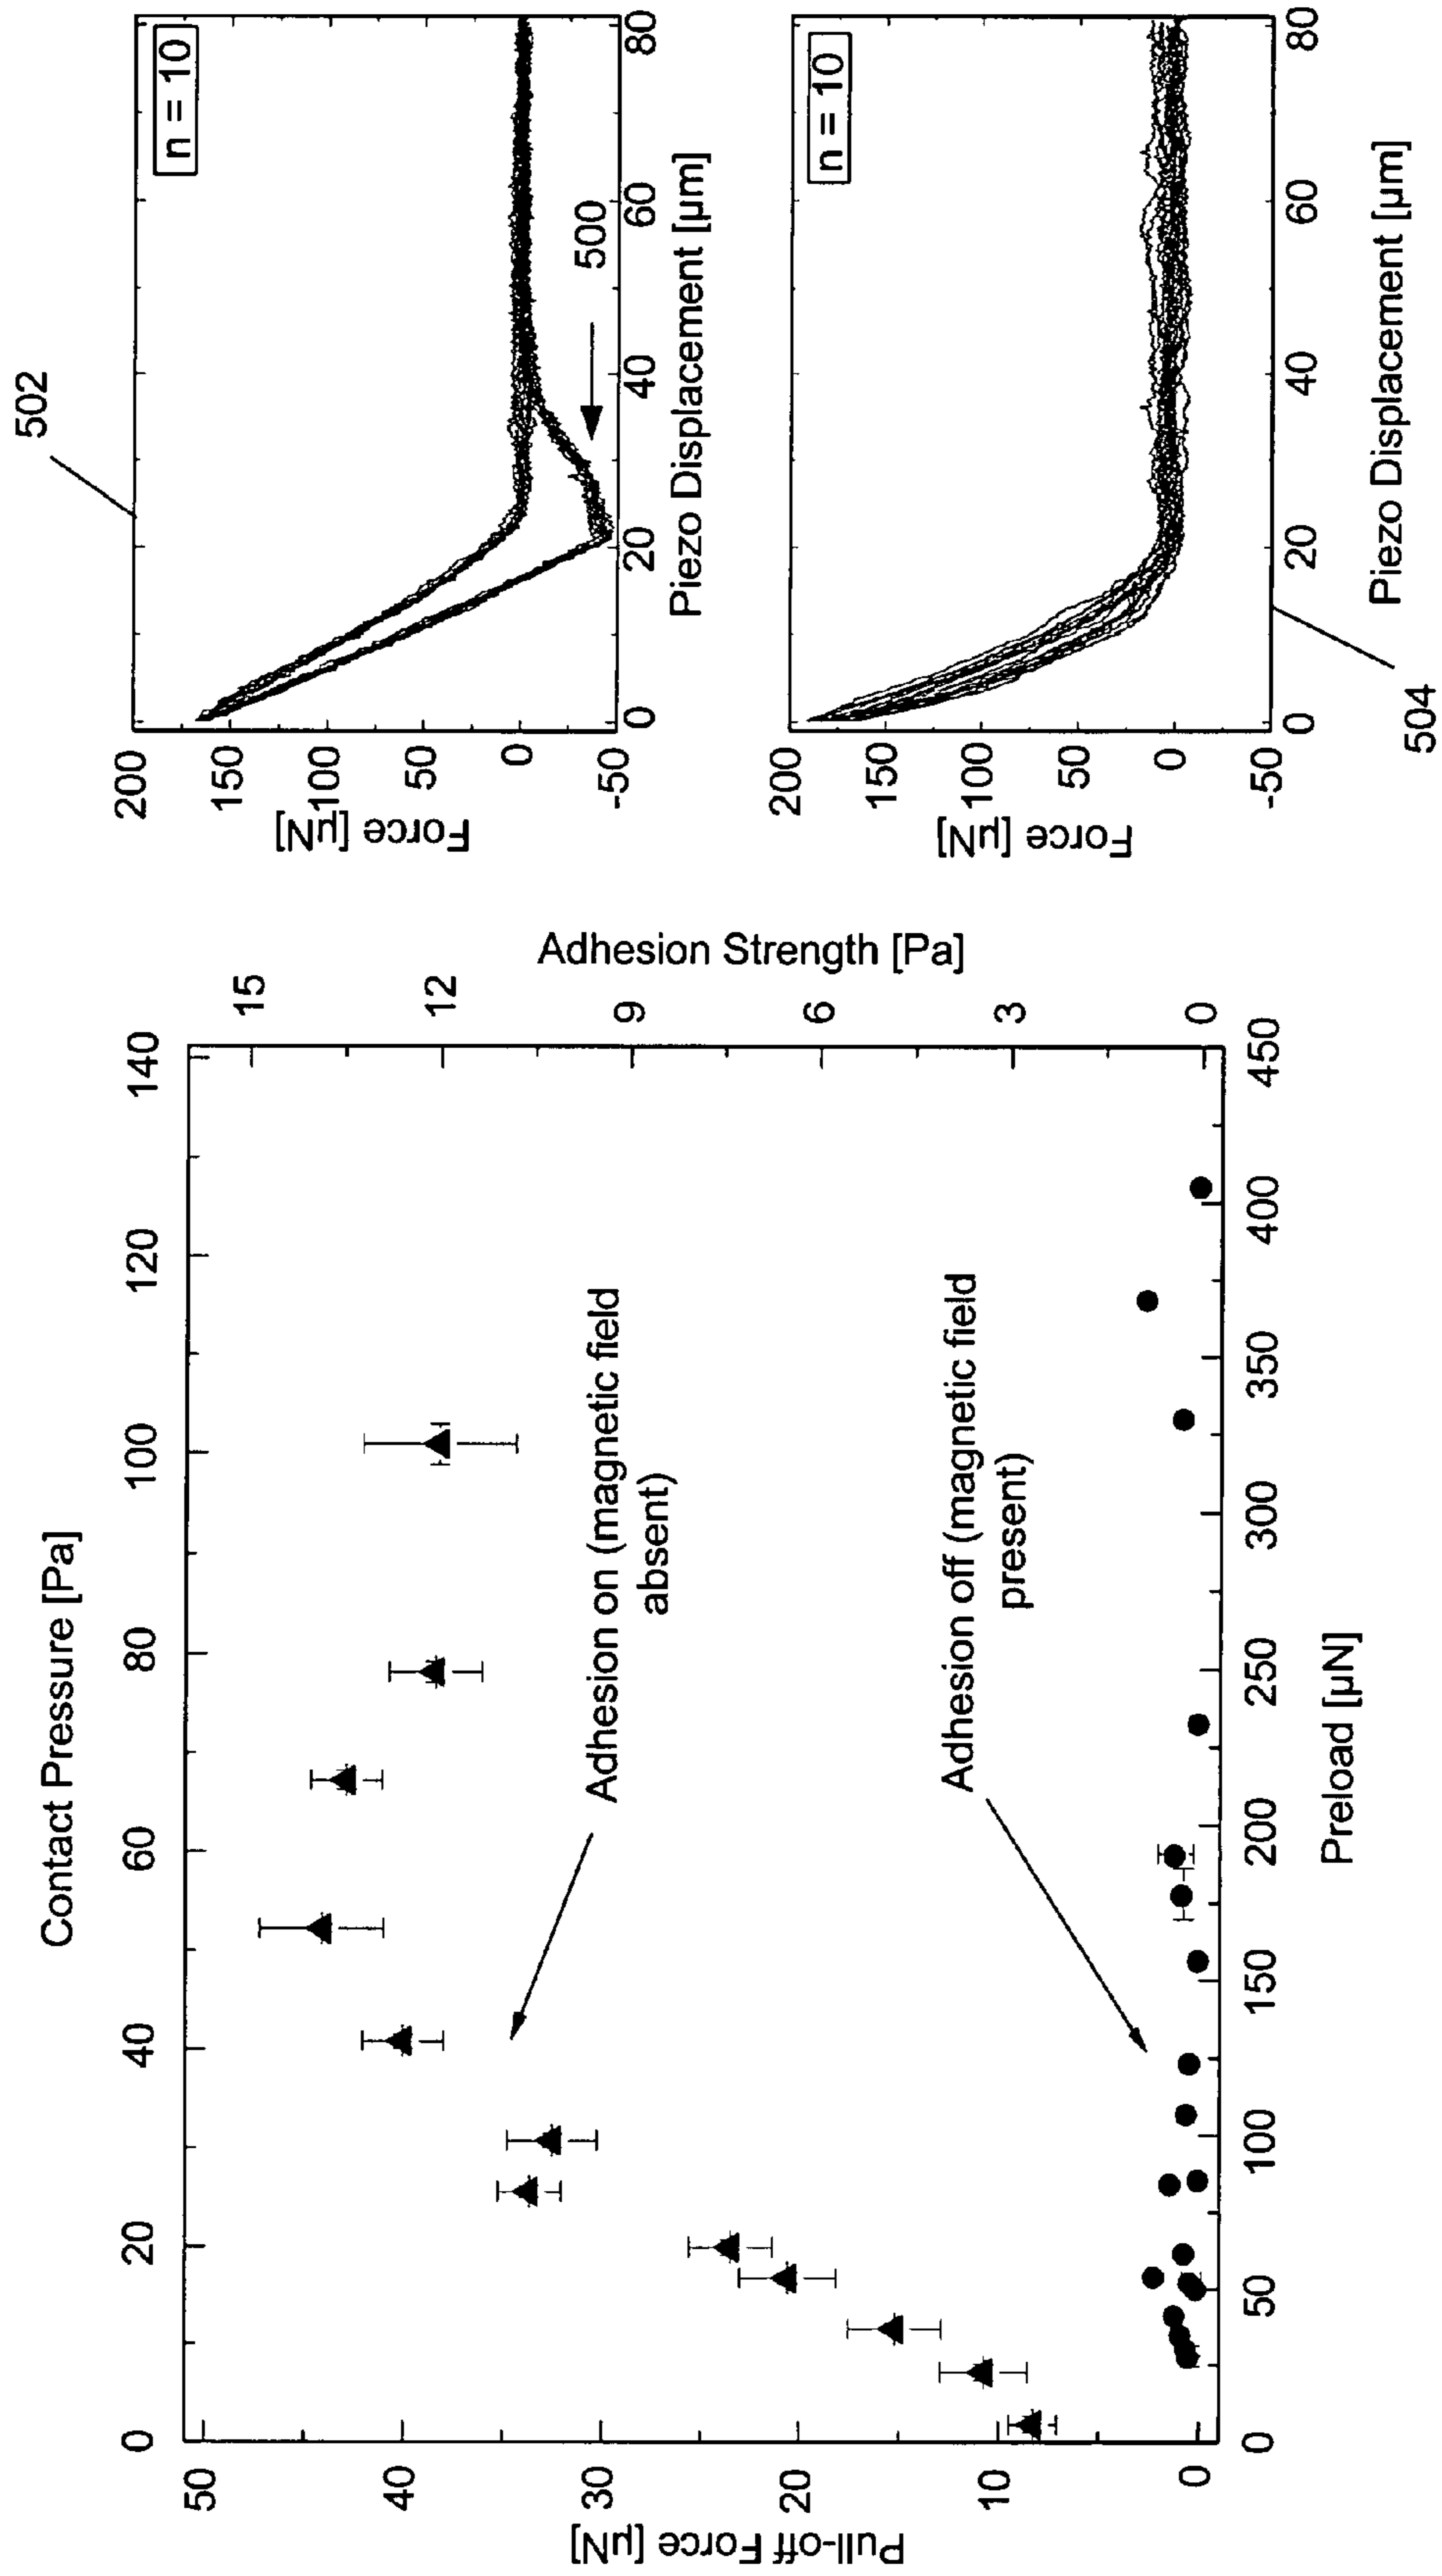 Contact Pressure [Pa]
0 20 40 60 80 100 120 140
50
40
30
20
10
0
Pull-off Force [µN]
15
12
9
6
3
0
Adhesion Strength [Pa]
Adhesion on (magnetic field
absent)
Adhesion off (magnetic field
present)
0 50 100 150 200 250 300 350 400 450
Preload [µN]
502
n = 10
200
150
100
50
0
-50
Force [µN]
500
0 20 40 60 80
Piezo Displacement [µm]
n = 10
200
150
100
50
0
-50
Force [µN]
0 20 40 60 80
Piezo Displacement [µm]
504